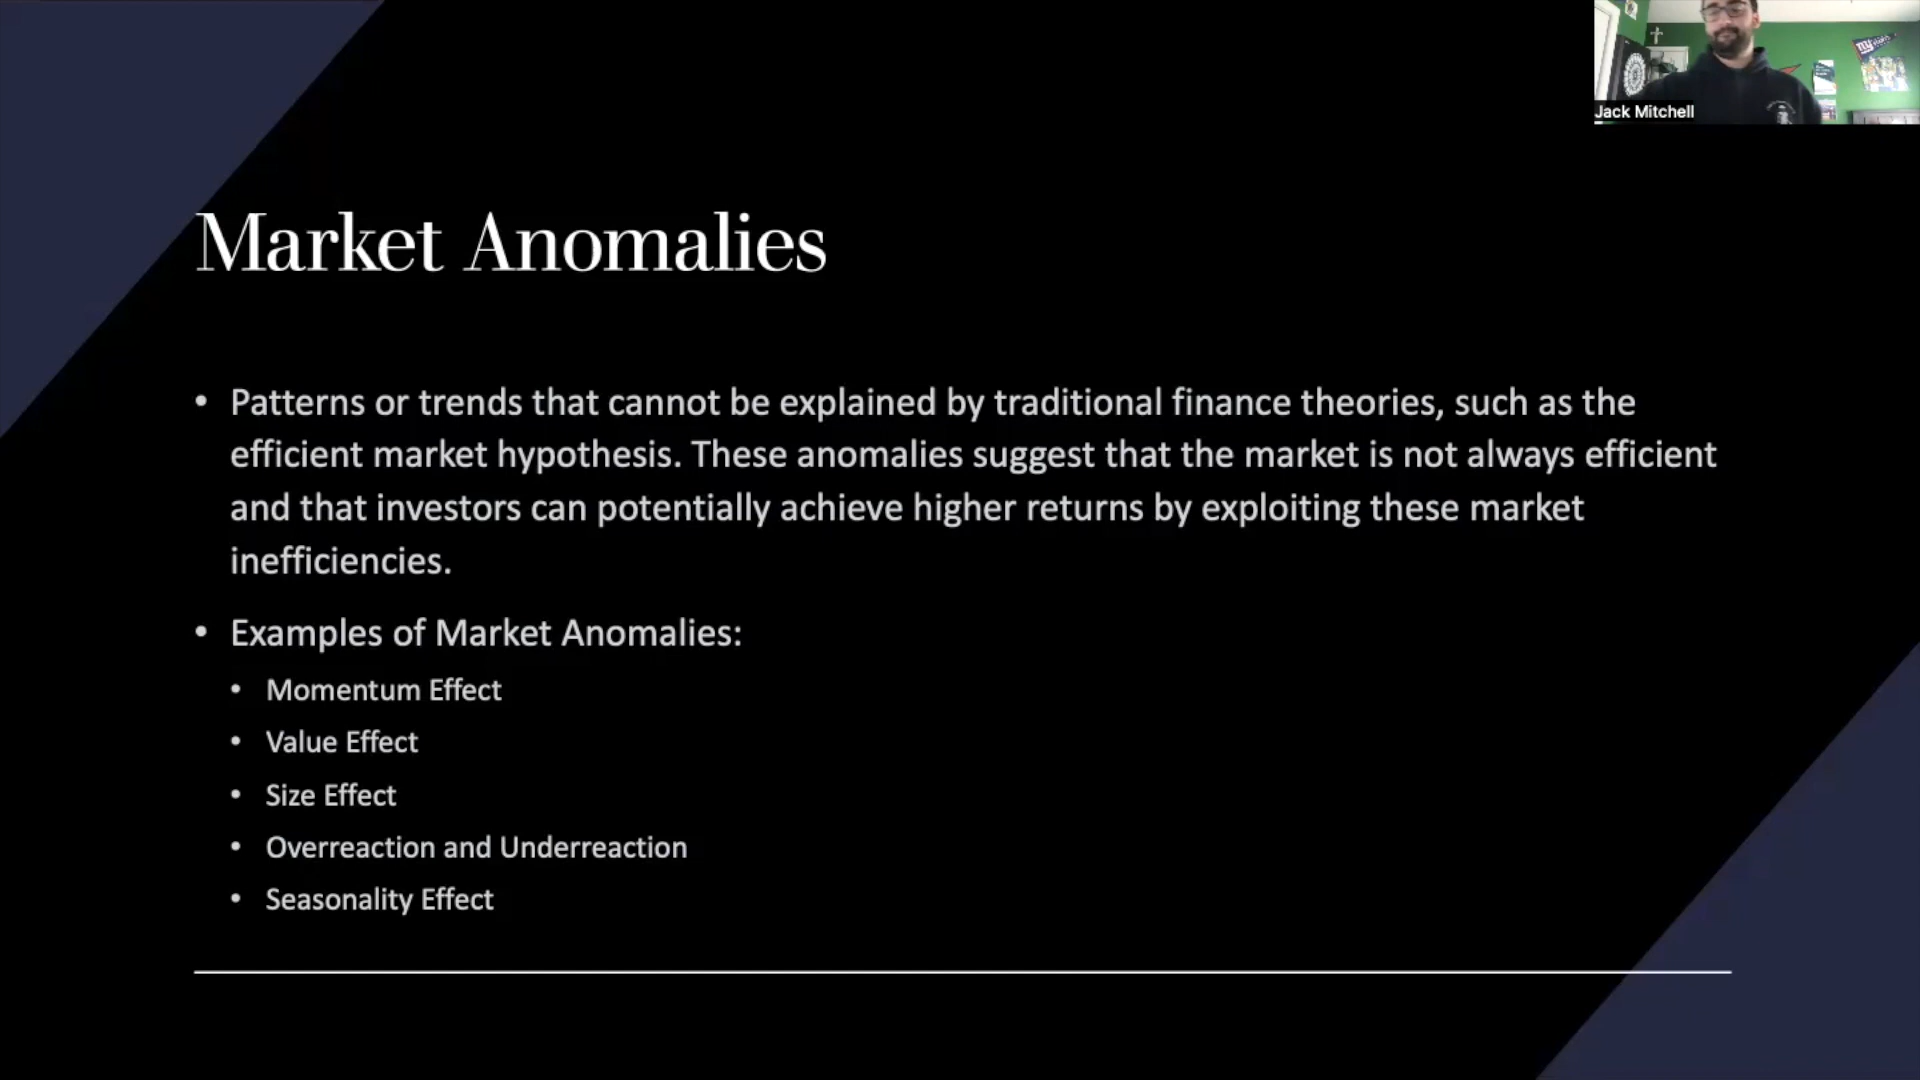 Jack Mitchell
Market Anomalies
• Patterns or trends that cannot be explained by traditional finance theories, such as the
efficient market hypothesis. These anomalies suggest that the market is not always efficient
and that investors can potentially achieve higher returns by exploiting these market
inefficiencies.
• Examples of Market Anomalies:
• Momentum Effect
• Value Effect
• Size Effect
• Overreaction and Underreaction
• Seasonality Effect